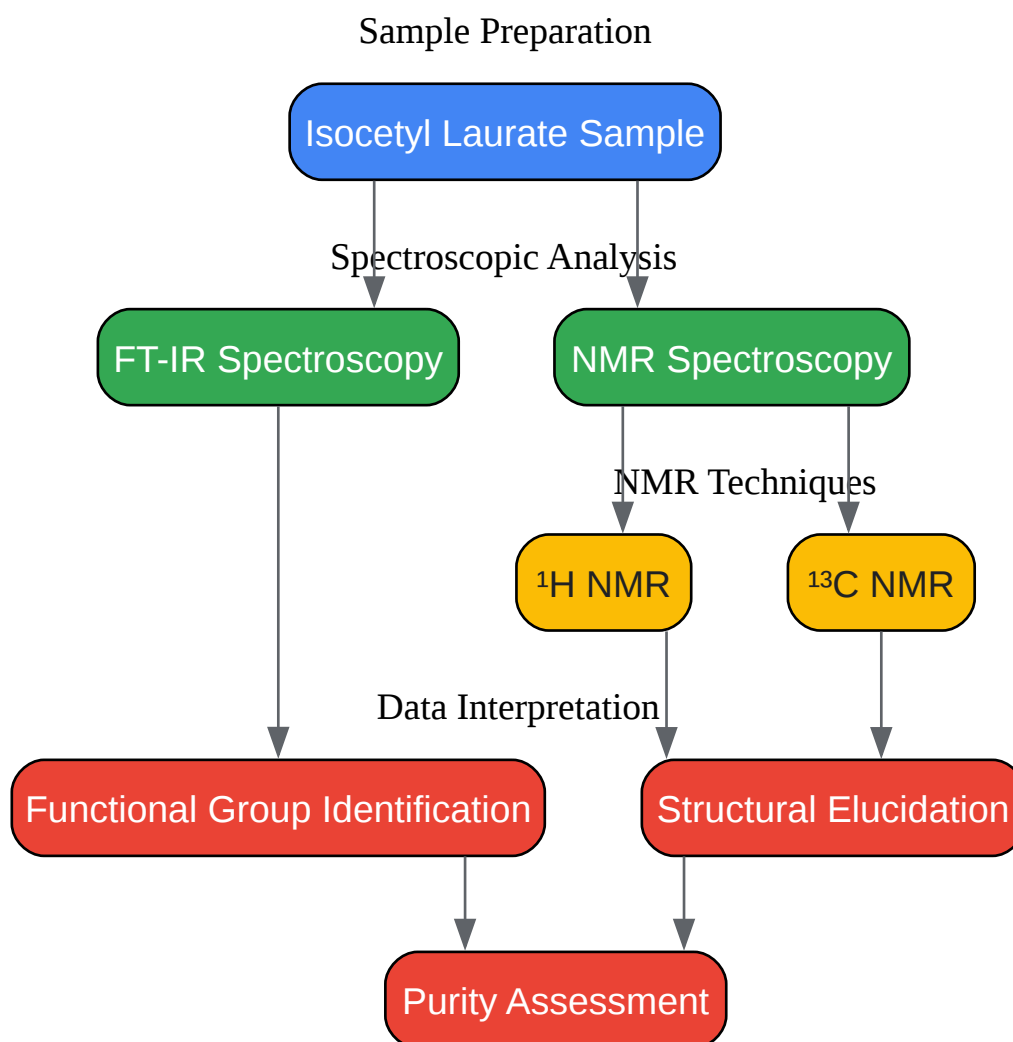 Sample Preparation
Isocetyl Laurate Sample
Spectroscopic Analysis
FT-IR Spectroscopy
NMR Spectroscopy
NMR Techniques
¹H NMR
¹³C NMR
Data Interpretation
Functional Group Identification
Structural Elucidation
Purity Assessment